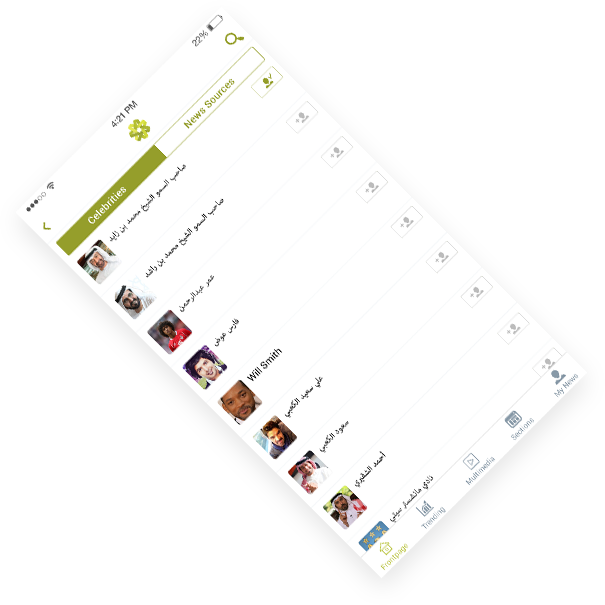 4:21 PM
22%
Celebrities
News Sources
صاحب السمو الشيخ محمد بن زايد
صاحب السمو الشيخ محمد بن راشد
عمر عبدالرحمن
فارس عوض
Will Smith
علي سعيد الكعبي
سعود الكعبي
أحمد الشقيري
نادي مانشستر سيتي
Frontpage
Trending
Multimedia
Sections
My News